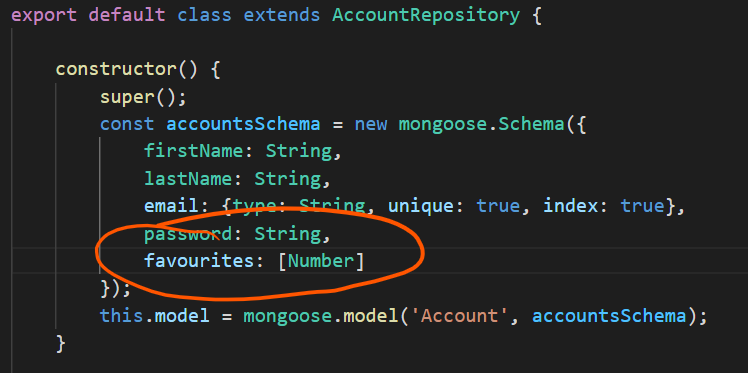 export default class extends AccountRepository {
constructor() {
super();
const accountsSchema = new mongoose.Schema({
firstName: String,
lastName: String,
email: {type: String, unique: true, index: true},
password: String,
favourites: [Number]
});
this.model = mongoose.model('Account', accountsSchema);
}